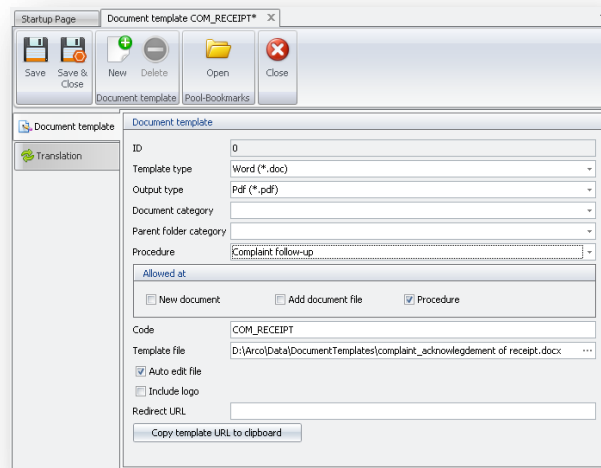 Startup Page
Document template COM_RECEIPT* X
Save
Save & Close
New
Delete
Open
Close
Document template
Pool-Bookmarks
Document template
Translation
Document template
ID 0
Template type Word (*.doc)
Output type Pdf (*.pdf)
Document category
Parent folder category
Procedure Complaint follow-up
Allowed at
New document Add document file Procedure
Code COM_RECEIPT
Template file D:\Arco\Data\DocumentTemplates\complaint_acknowlegdement of receipt.docx ...
Auto edit file
Include logo
Redirect URL
Copy template URL to clipboard